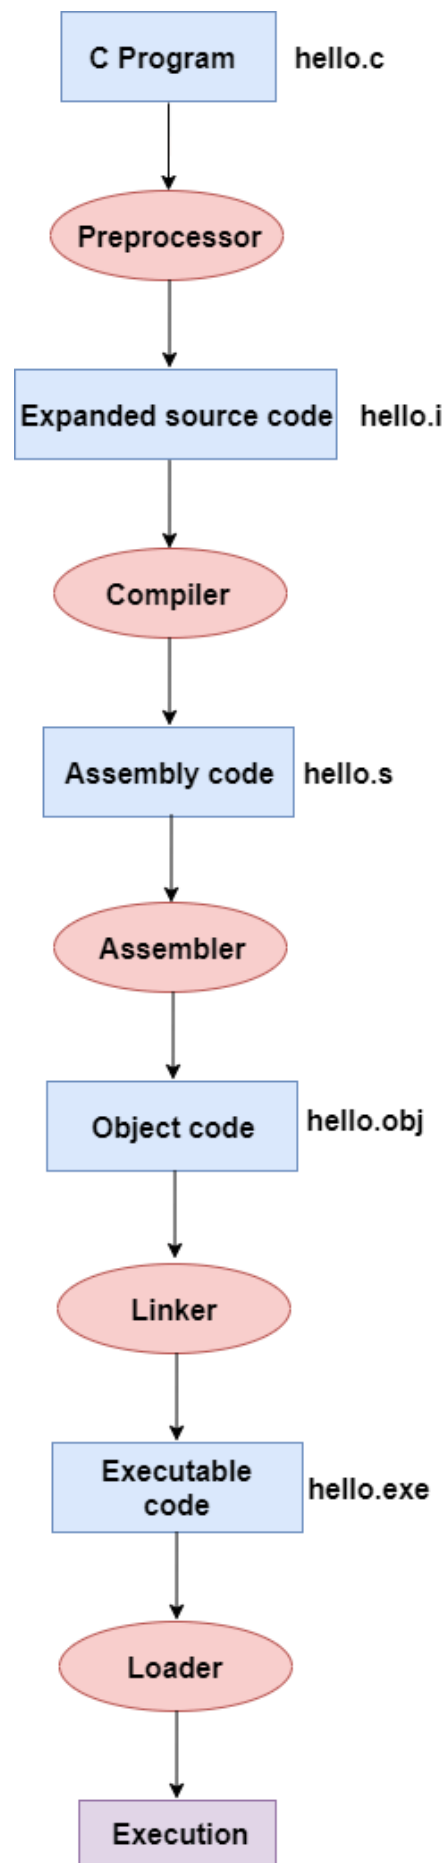 C Program hello.c
Preprocessor
Expanded source code hello.i
Compiler
Assembly code hello.s
Assembler
Object code hello.obj
Linker
Executable
code
hello.exe
Loader
Execution